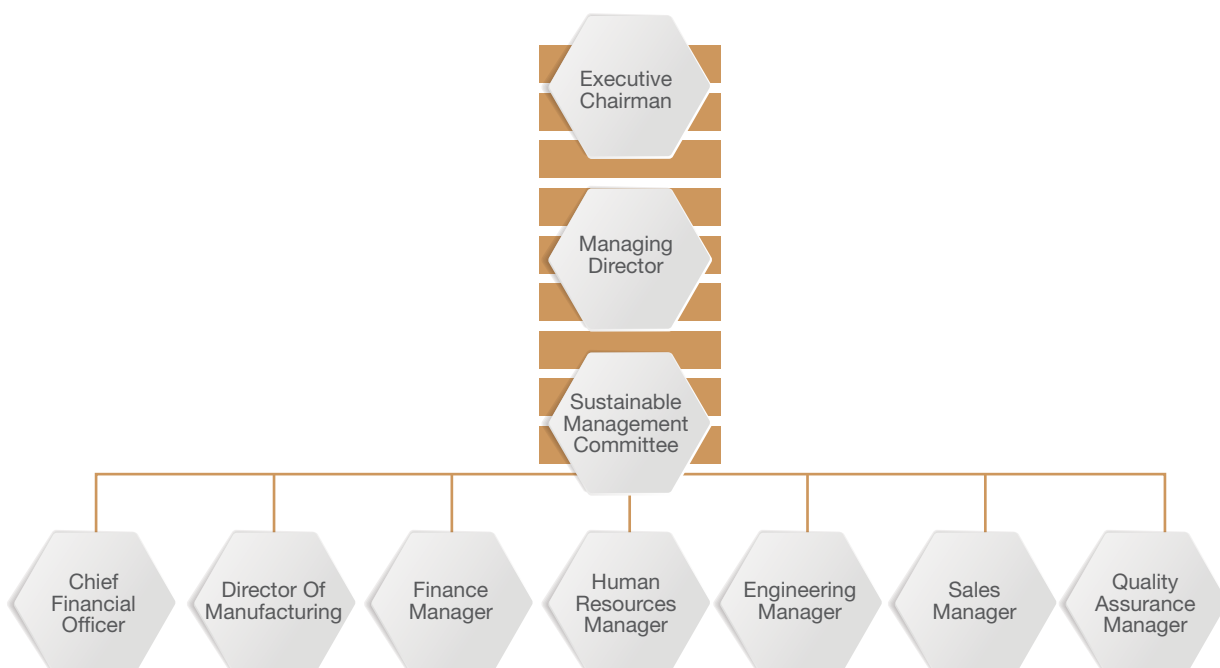 Executive
Chairman
Managing
Director
Sustainable
Management
Committee
Chief
Financial
Officer
Director Of
Manufacturing
Finance
Manager
Human
Resources
Manager
Engineering
Manager
Sales
Manager
Quality
Assurance
Manager